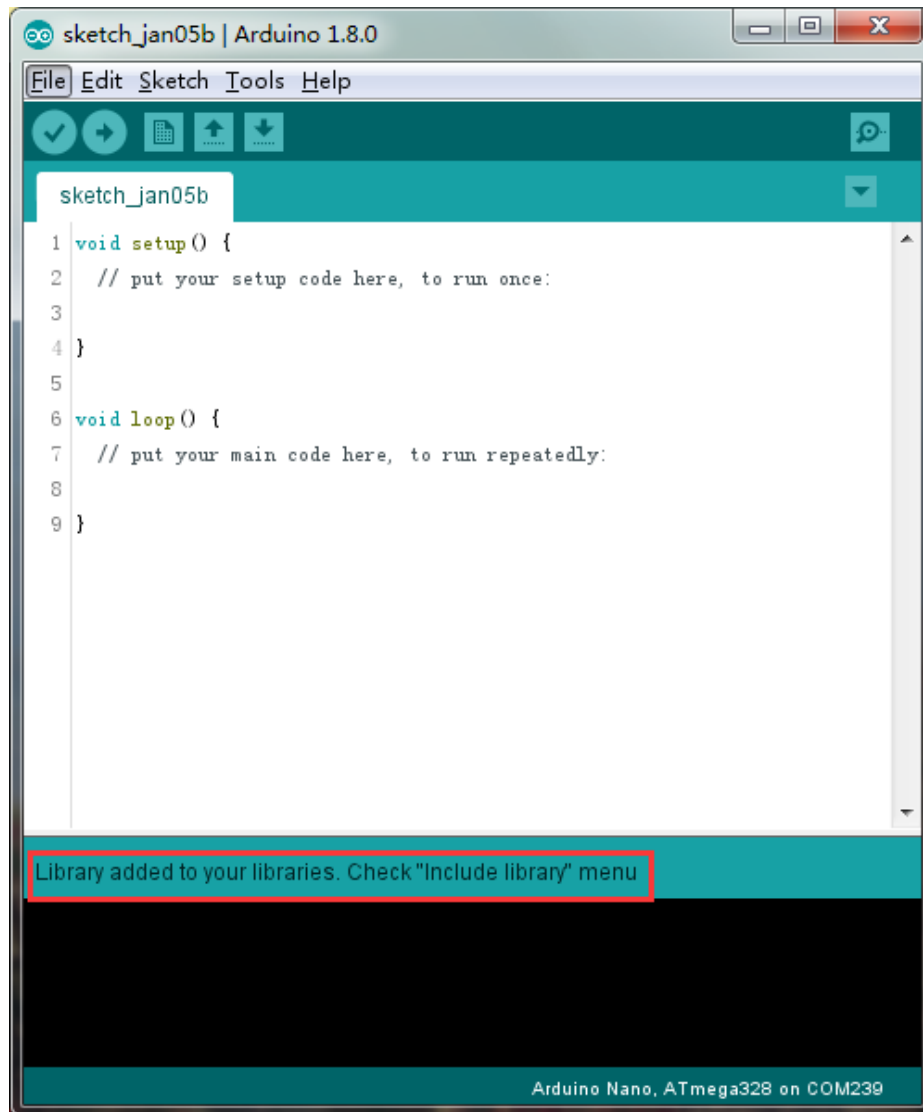 sketch_jan05b | Arduino 1.8.0
File Edit Sketch Tools Help
sketch_jan05b
1 void setup() {
2 // put your setup code here, to run once:
3
4 }
5
6 void loop() {
7 // put your main code here, to run repeatedly:
8
9 }
Library added to your libraries. Check "Include library" menu
Arduino Nano, ATmega328 on COM239